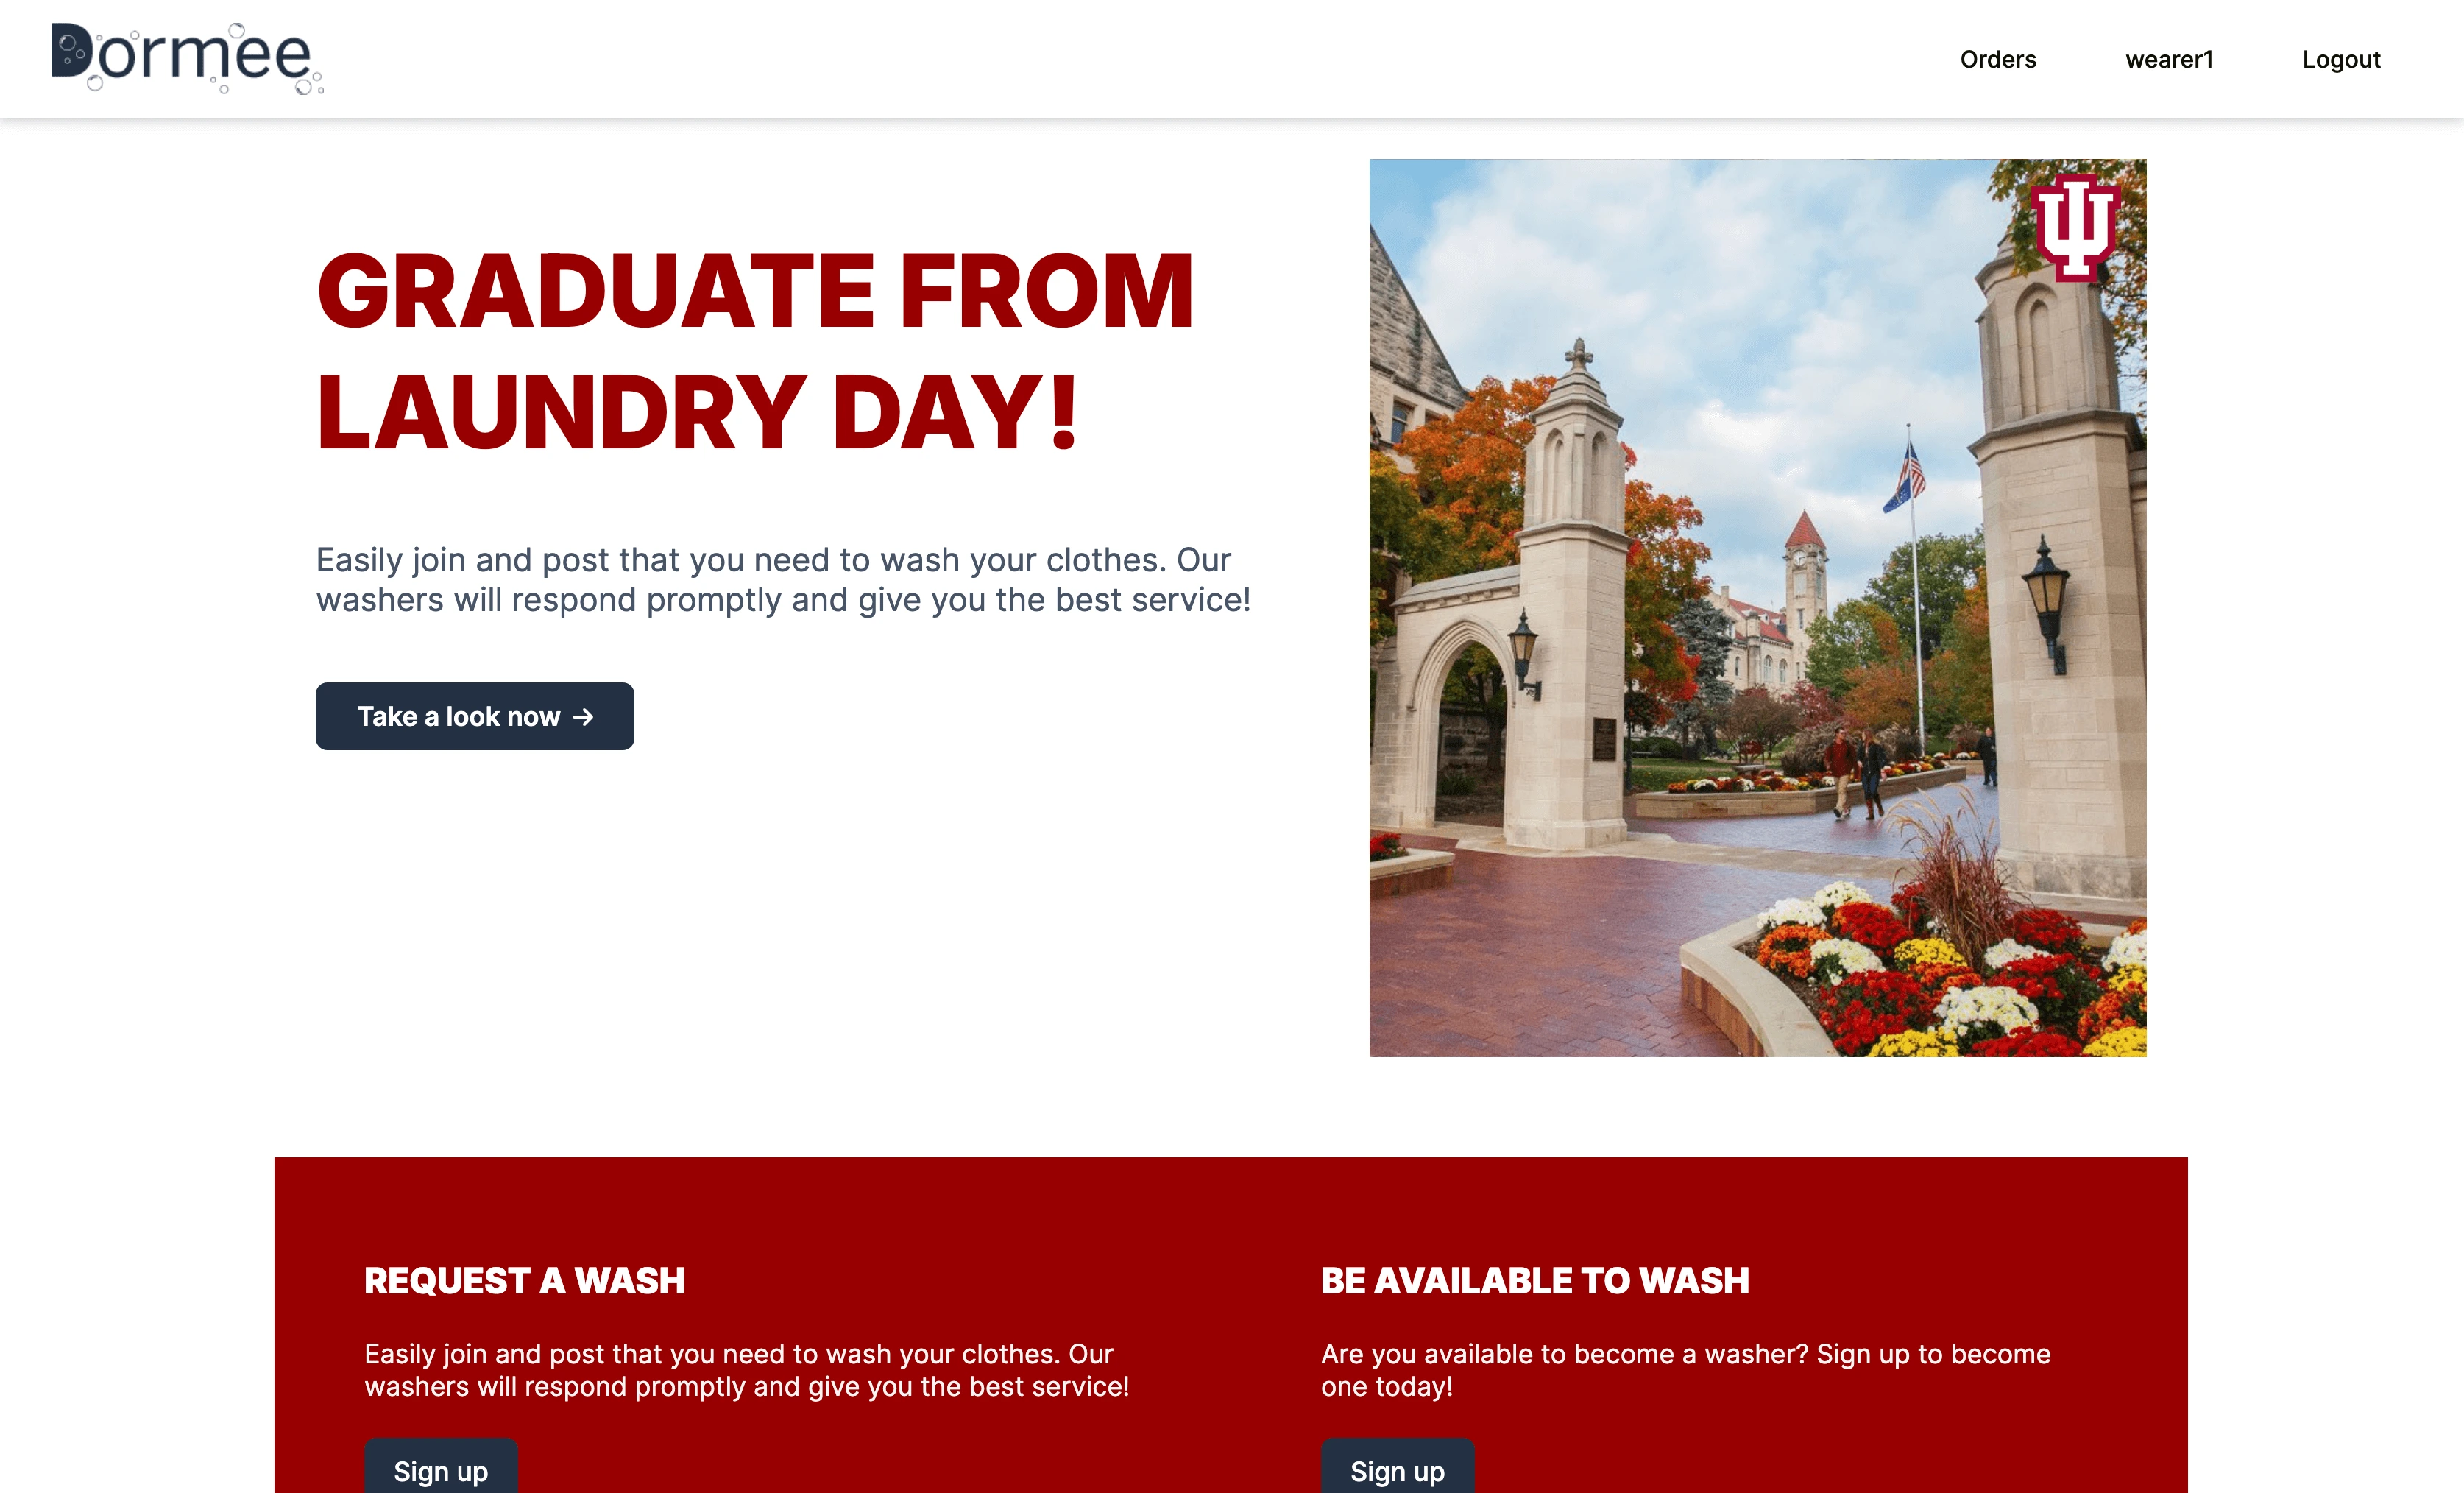 Dormee
Orders
wearer1
Logout
GRADUATE FROM
LAUNDRY DAY!
Easily join and post that you need to wash your clothes. Our
washers will respond promptly and give you the best service!
Take a look now →
REQUEST A WASH
Easily join and post that you need to wash your clothes. Our
washers will respond promptly and give you the best service!
Sign up
BE AVAILABLE TO WASH
Are you available to become a washer? Sign up to become
one today!
Sign up